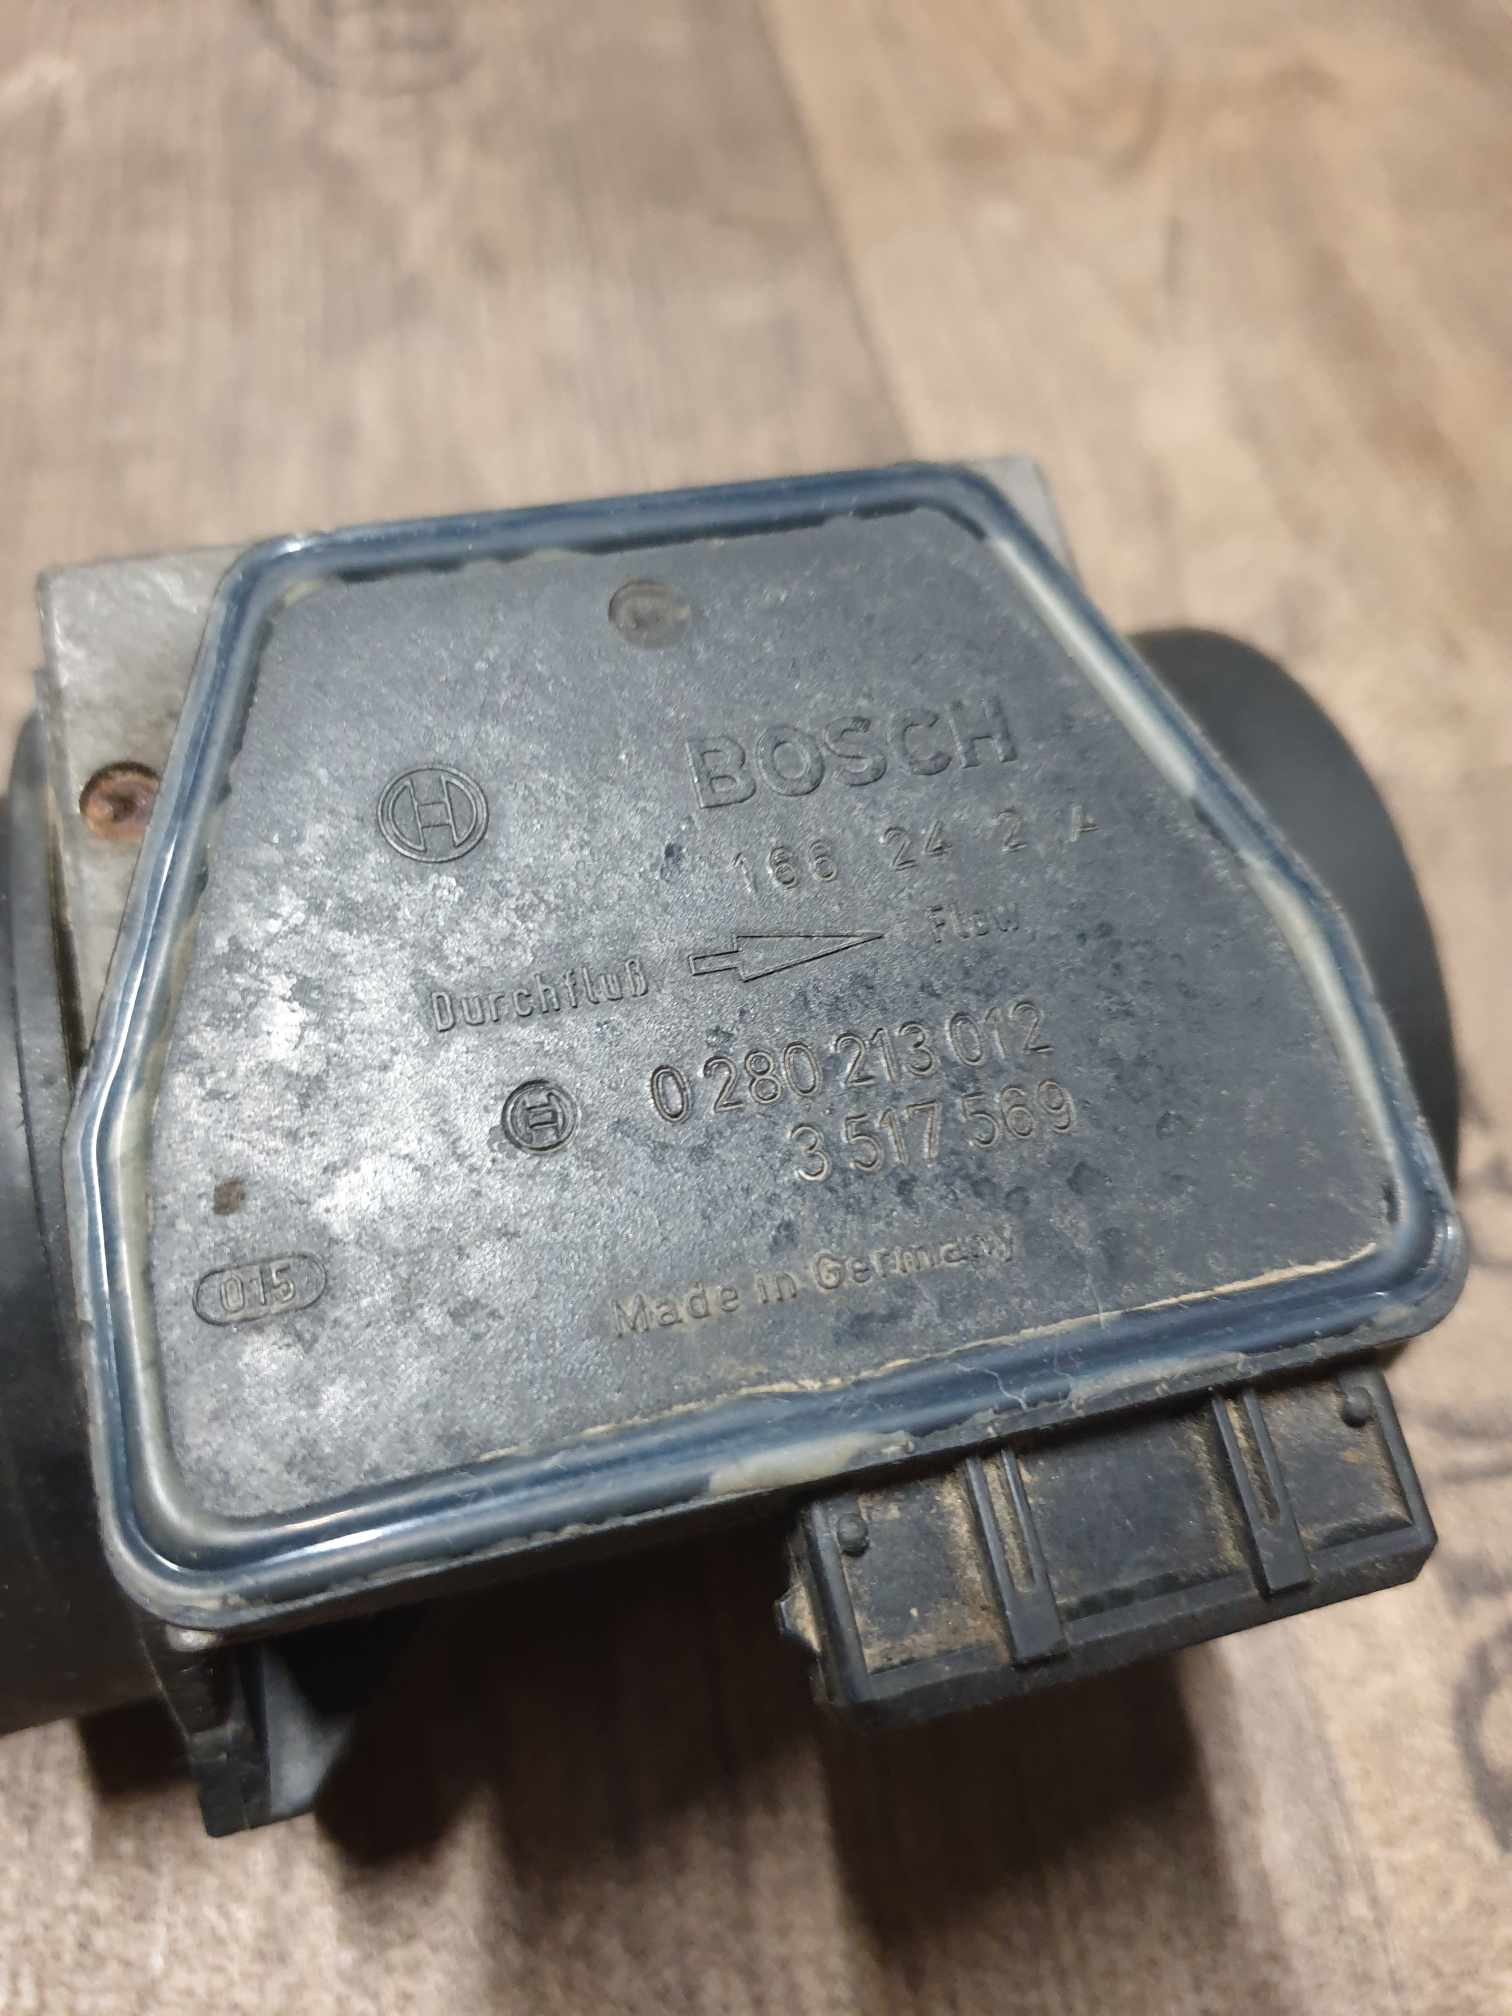 BOSCH
166 24 2 A
Durchfluß Flow
0 280 213 012
3 517 569
015
Made in Germany